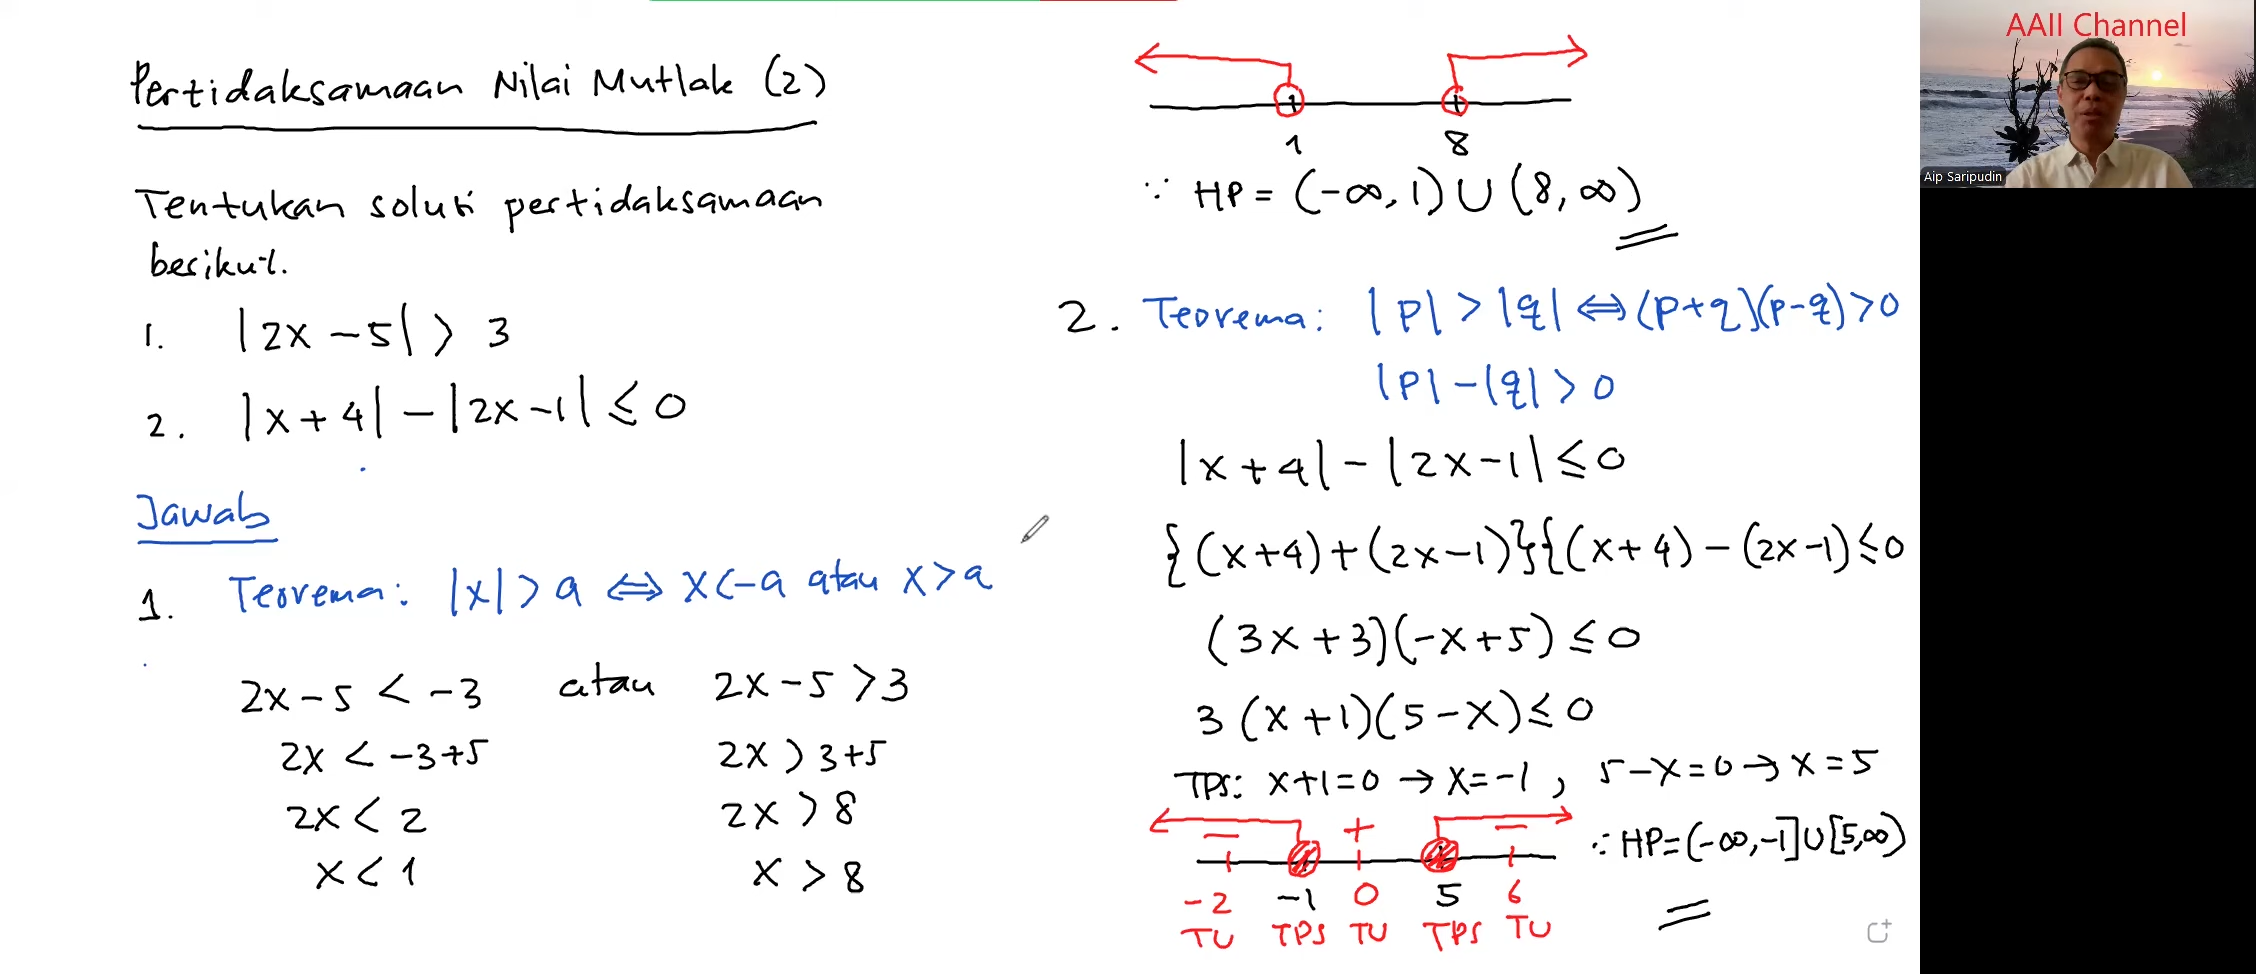 Pertidaksamaan Nilai Mutlak (2)
Tentukan solusi pertidaksamaan
berikut.
1. |2x - 5| > 3
2. |x + 4| - |2x - 1| ≤ 0
Jawab
1. Teorema: |x| > a ⇔ x < -a atau x > a
2x - 5 < -3 atau 2x - 5 > 3
2x < -3+5 2x > 3+5
2x < 2 2x > 8
x < 1 x > 8
1 8
∵ HP = (-∞, 1) ∪ (8, ∞)
2. Teorema: |p| > |q| ⇔ (p+q)(p-q) > 0
|p| - |q| > 0
|x + 4| - |2x - 1| ≤ 0
{(x+4) + (2x-1)}{(x+4) - (2x-1) ≤ 0
(3x + 3)(-x + 5) ≤ 0
3 (x + 1)(5 - x) ≤ 0
TPS: x+1=0 → x=-1 , 5-x=0 → x=5
- + -
-2 -1 0 5 6
TU TPS TU TPS TU
∴ HP=(-∞,-1]∪[5,∞)
AAII Channel
Aip Saripudin